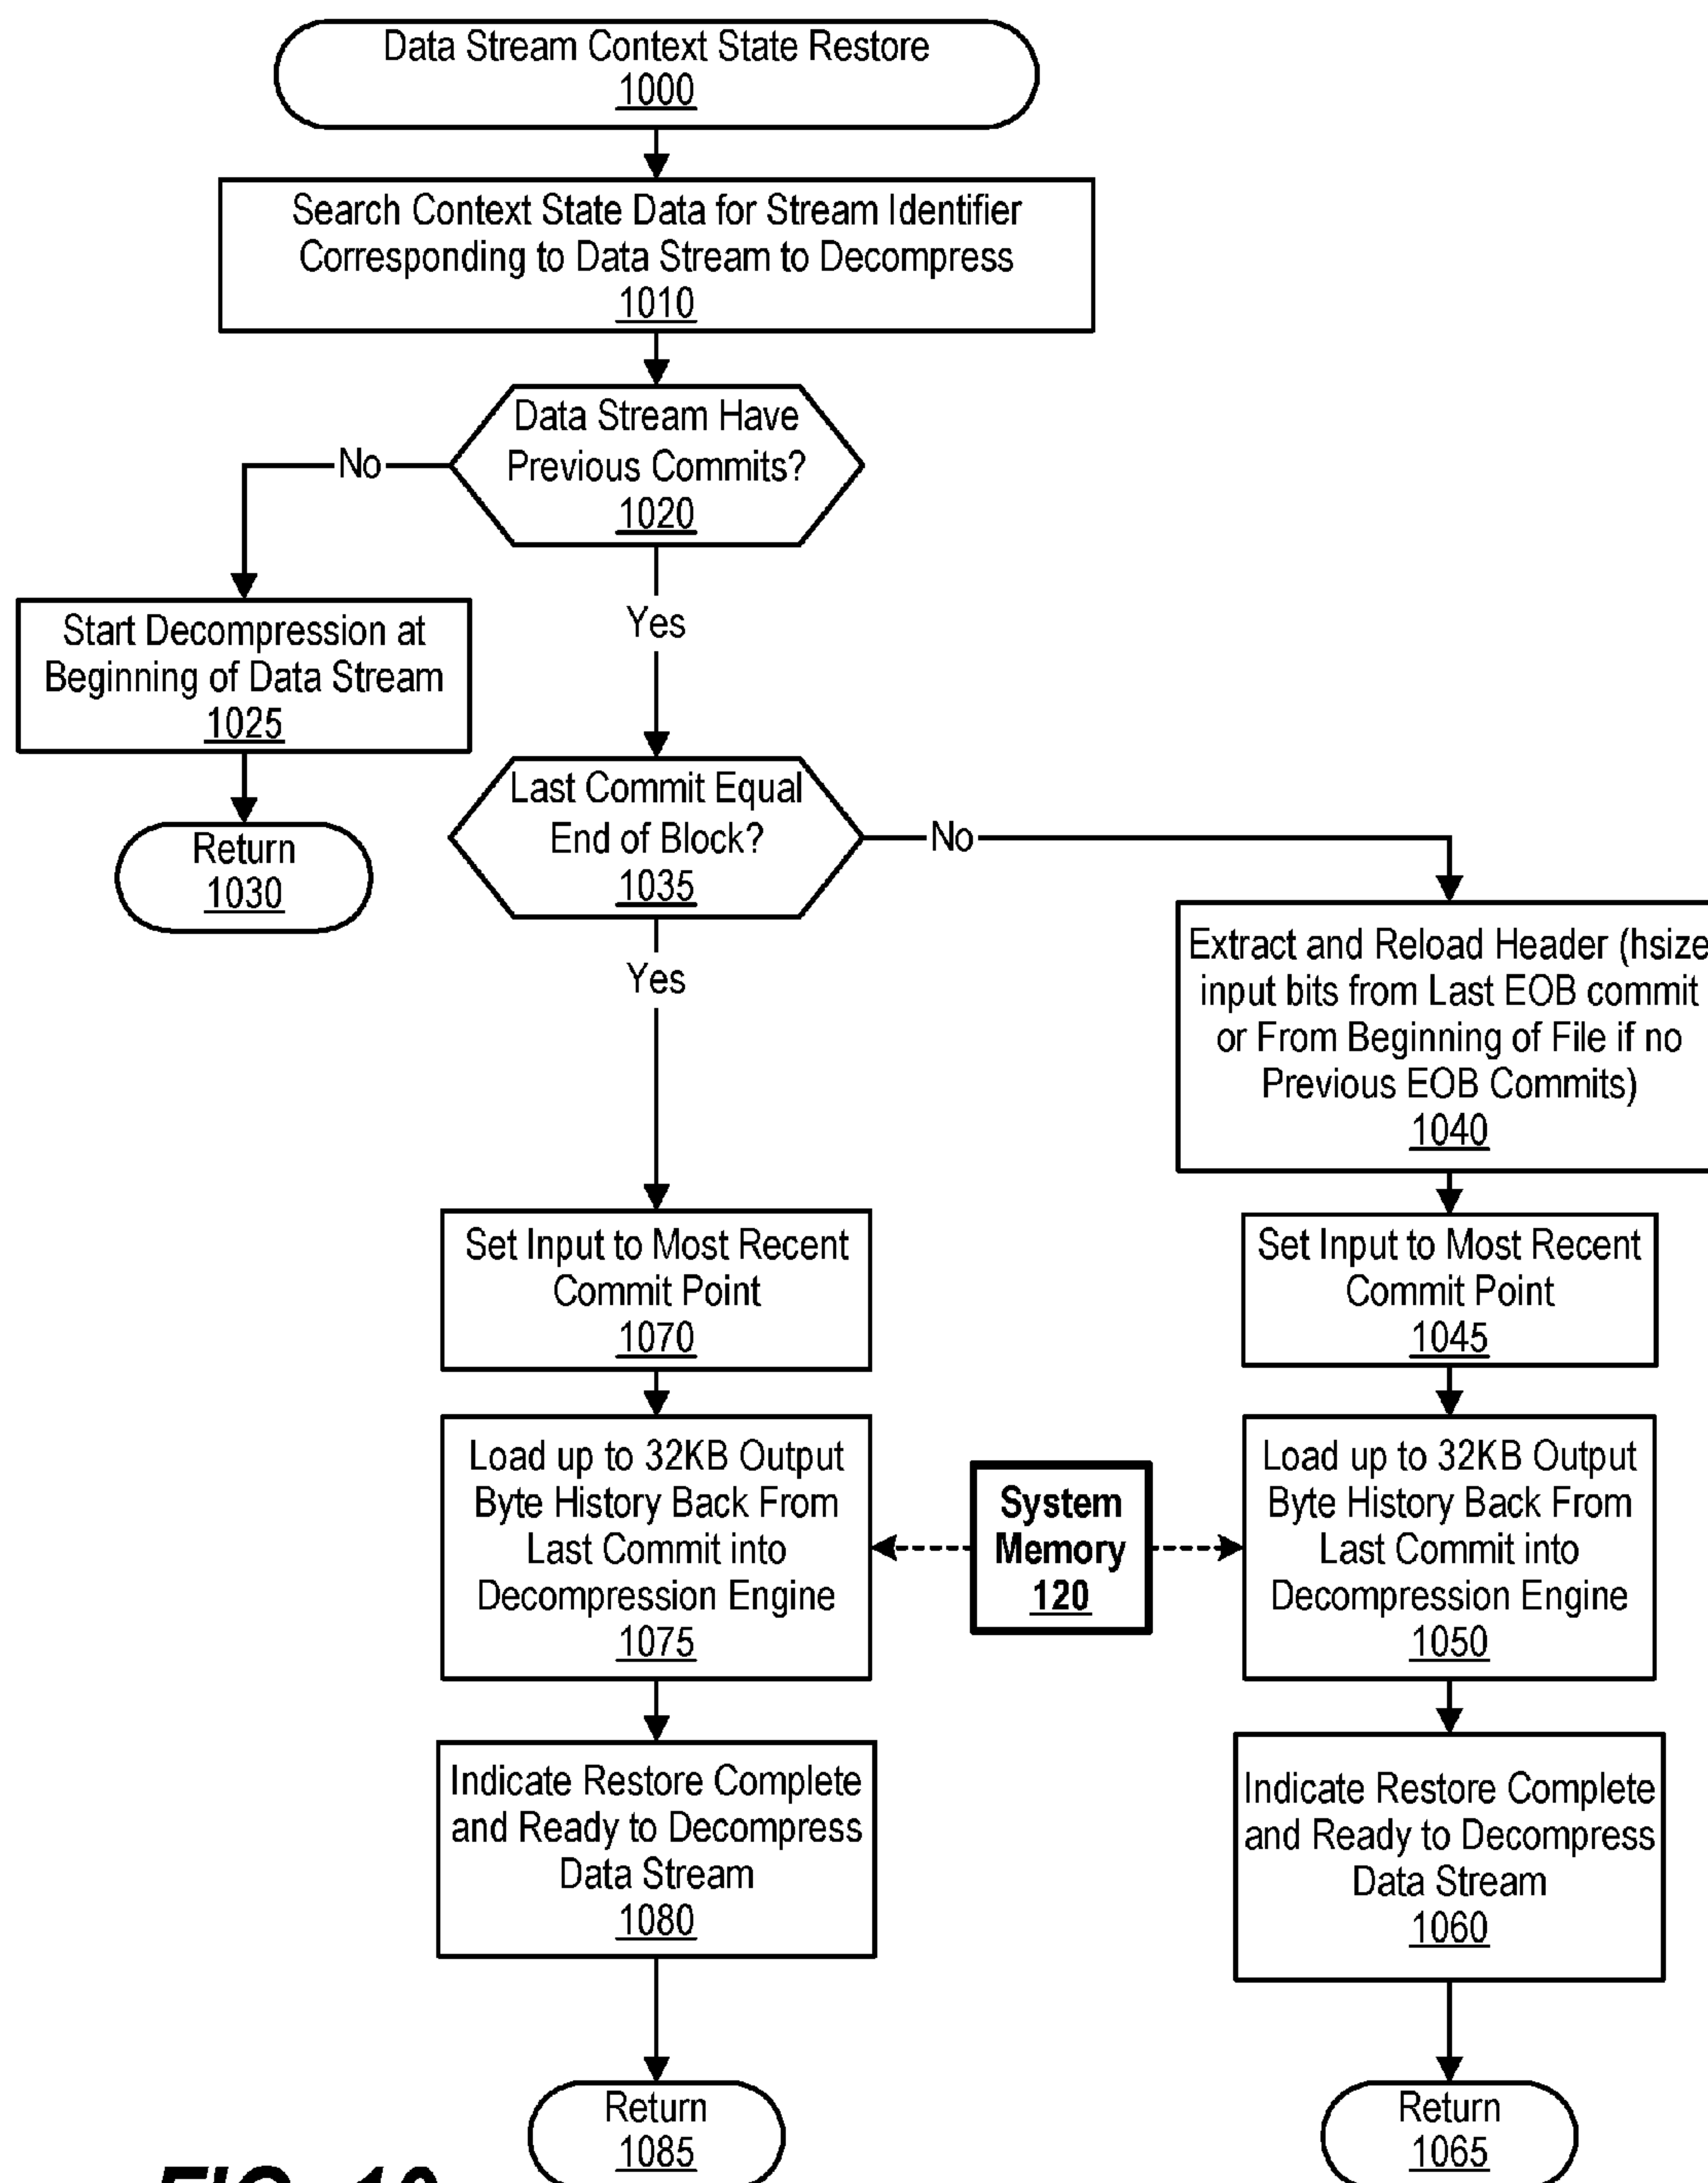 Data Stream Context State Restore
1000
Search Context State Data for Stream Identifier
Corresponding to Data Stream to Decompress
1010
Data Stream Have
Previous Commits?
1020
No
Yes
Start Decompression at
Beginning of Data Stream
1025
Return
1030
Last Commit Equal
End of Block?
1035
No
Yes
Extract and Reload Header (hsize
input bits from Last EOB commit
or From Beginning of File if no
Previous EOB Commits)
1040
Set Input to Most Recent
Commit Point
1070
Set Input to Most Recent
Commit Point
1045
Load up to 32KB Output
Byte History Back From
Last Commit into
Decompression Engine
1075
System
Memory
120
Load up to 32KB Output
Byte History Back From
Last Commit into
Decompression Engine
1050
Indicate Restore Complete
and Ready to Decompress
Data Stream
1080
Indicate Restore Complete
and Ready to Decompress
Data Stream
1060
Return
1085
Return
1065